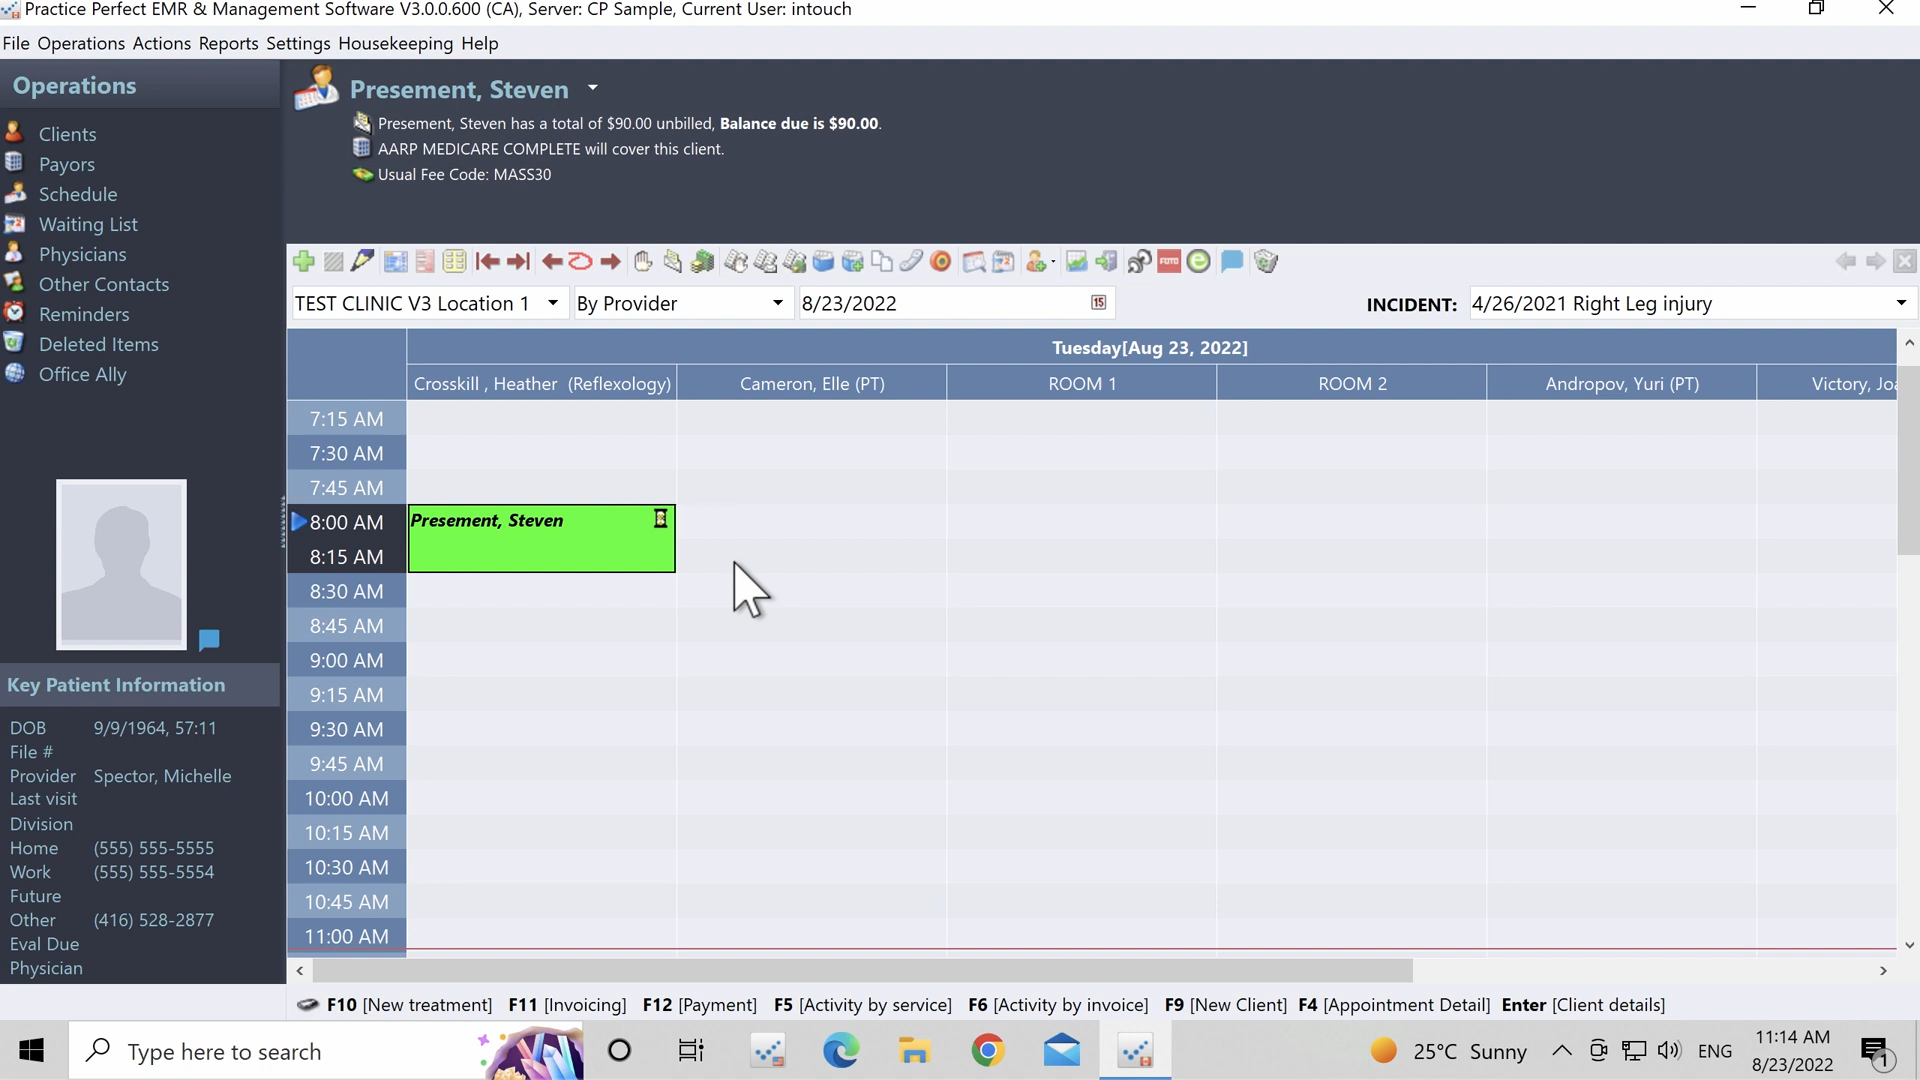 Practice Perfect EMR & Management Software V3.0.0.600 (CA), Server: CP Sample, Current User: intouch
File Operations Actions Reports Settings Housekeeping Help
Operations
Clients
Payors
Schedule
Waiting List
Physicians
Other Contacts
Reminders
Deleted Items
Office Ally
Key Patient Information
DOB 9/9/1964, 57:11
File #
Provider Spector, Michelle
Last visit
Division
Home (555) 555-5555
Work (555) 555-5554
Future
Other (416) 528-2877
Eval Due
Physician
Presement, Steven
Presement, Steven has a total of $90.00 unbilled, Balance due is $90.00.
AARP MEDICARE COMPLETE will cover this client.
Usual Fee Code: MASS30
FOTO
TEST CLINIC V3 Location 1 By Provider 8/23/2022 15 INCIDENT: 4/26/2021 Right Leg injury
Tuesday[Aug 23, 2022]
Crosskill , Heather (Reflexology) Cameron, Elle (PT) ROOM 1 ROOM 2 Andropov, Yuri (PT) Victory, Joa
7:15 AM
7:30 AM
7:45 AM
8:00 AM Presement, Steven
8:15 AM
8:30 AM
8:45 AM
9:00 AM
9:15 AM
9:30 AM
9:45 AM
10:00 AM
10:15 AM
10:30 AM
10:45 AM
11:00 AM
F10 [New treatment] F11 [Invoicing] F12 [Payment] F5 [Activity by service] F6 [Activity by invoice] F9 [New Client] F4 [Appointment Detail] Enter [Client details]
Type here to search
25°C Sunny ENG 11:14 AM
8/23/2022 1